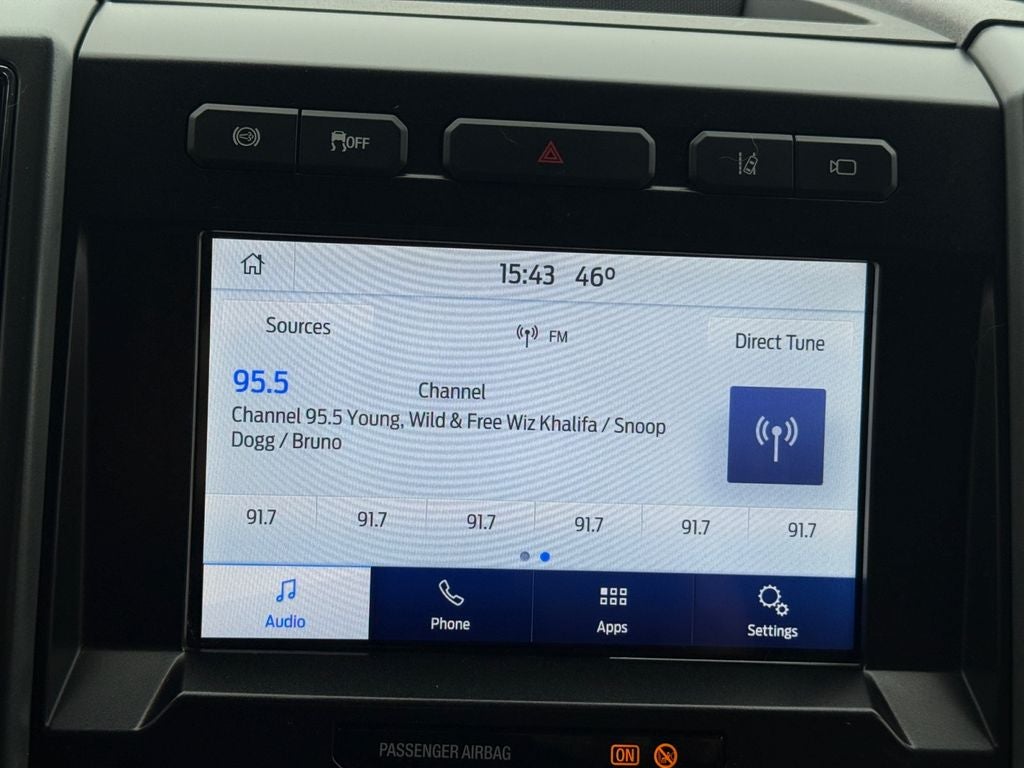 OFF
15:43 46º
Sources
FM
Direct Tune
95.5
Channel
Channel 95.5 Young, Wild & Free Wiz Khalifa / Snoop
Dogg / Bruno
91.7 91.7 91.7 91.7 91.7 91.7
Audio
Phone
Apps
Settings
PASSENGER AIRBAG ON